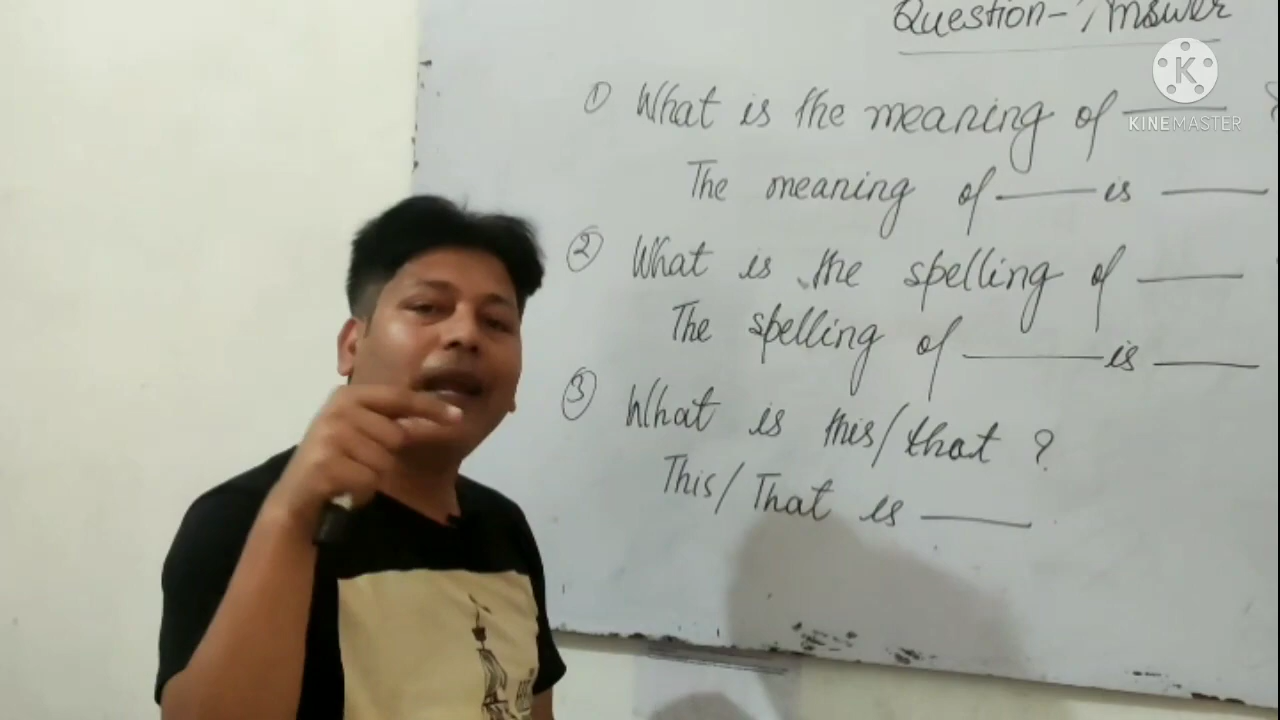 Question-Answer
KINEMASTER
① What is the meaning of ____ ?
The meaning of ____ is ____
② What is the spelling of ____
The spelling of ____ is ____
③ What is this/that ?
This/That is ____